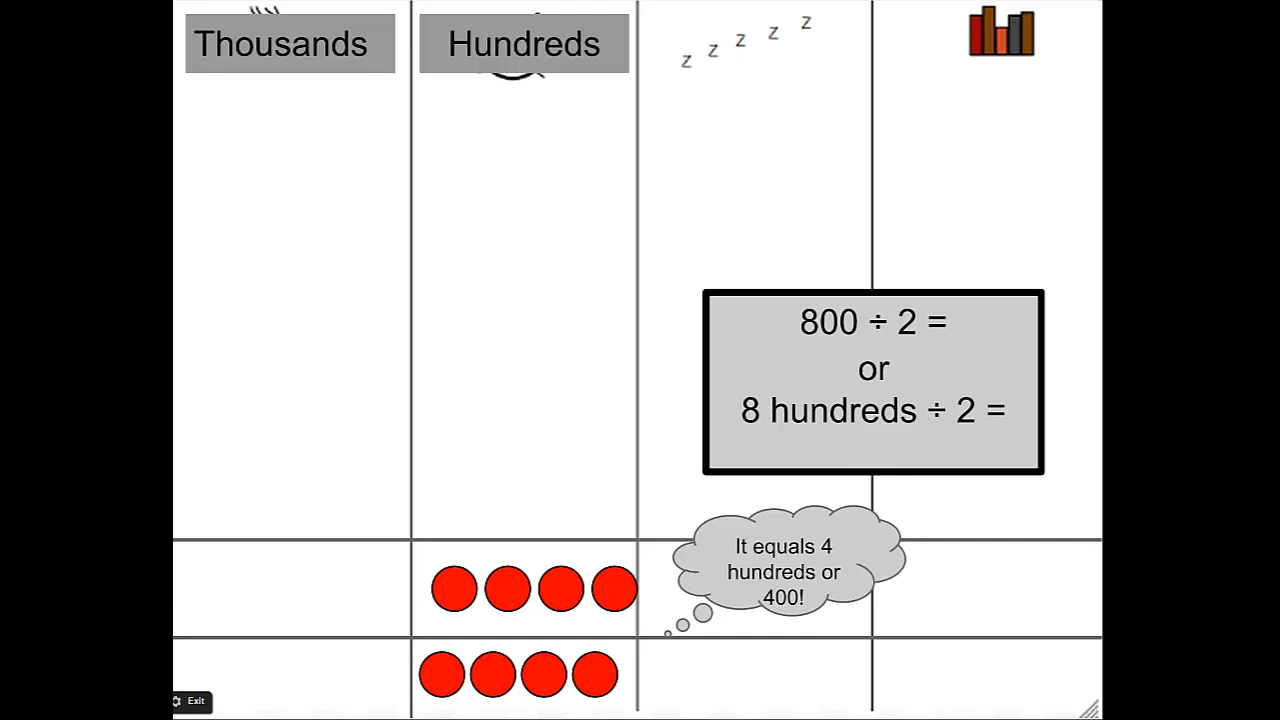 Thousands
Hundreds
z z z z z
800 ÷ 2 =
or
8 hundreds ÷ 2 =
It equals 4
hundreds or
400!
Exit